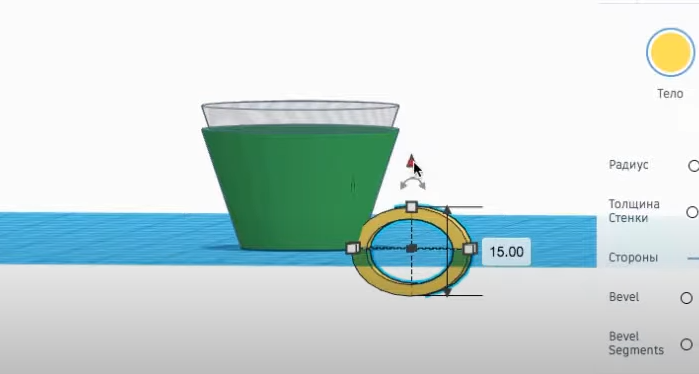 Тело
Радиус
Толщина
Стенки
15.00
Стороны
Bevel
Bevel
Segments